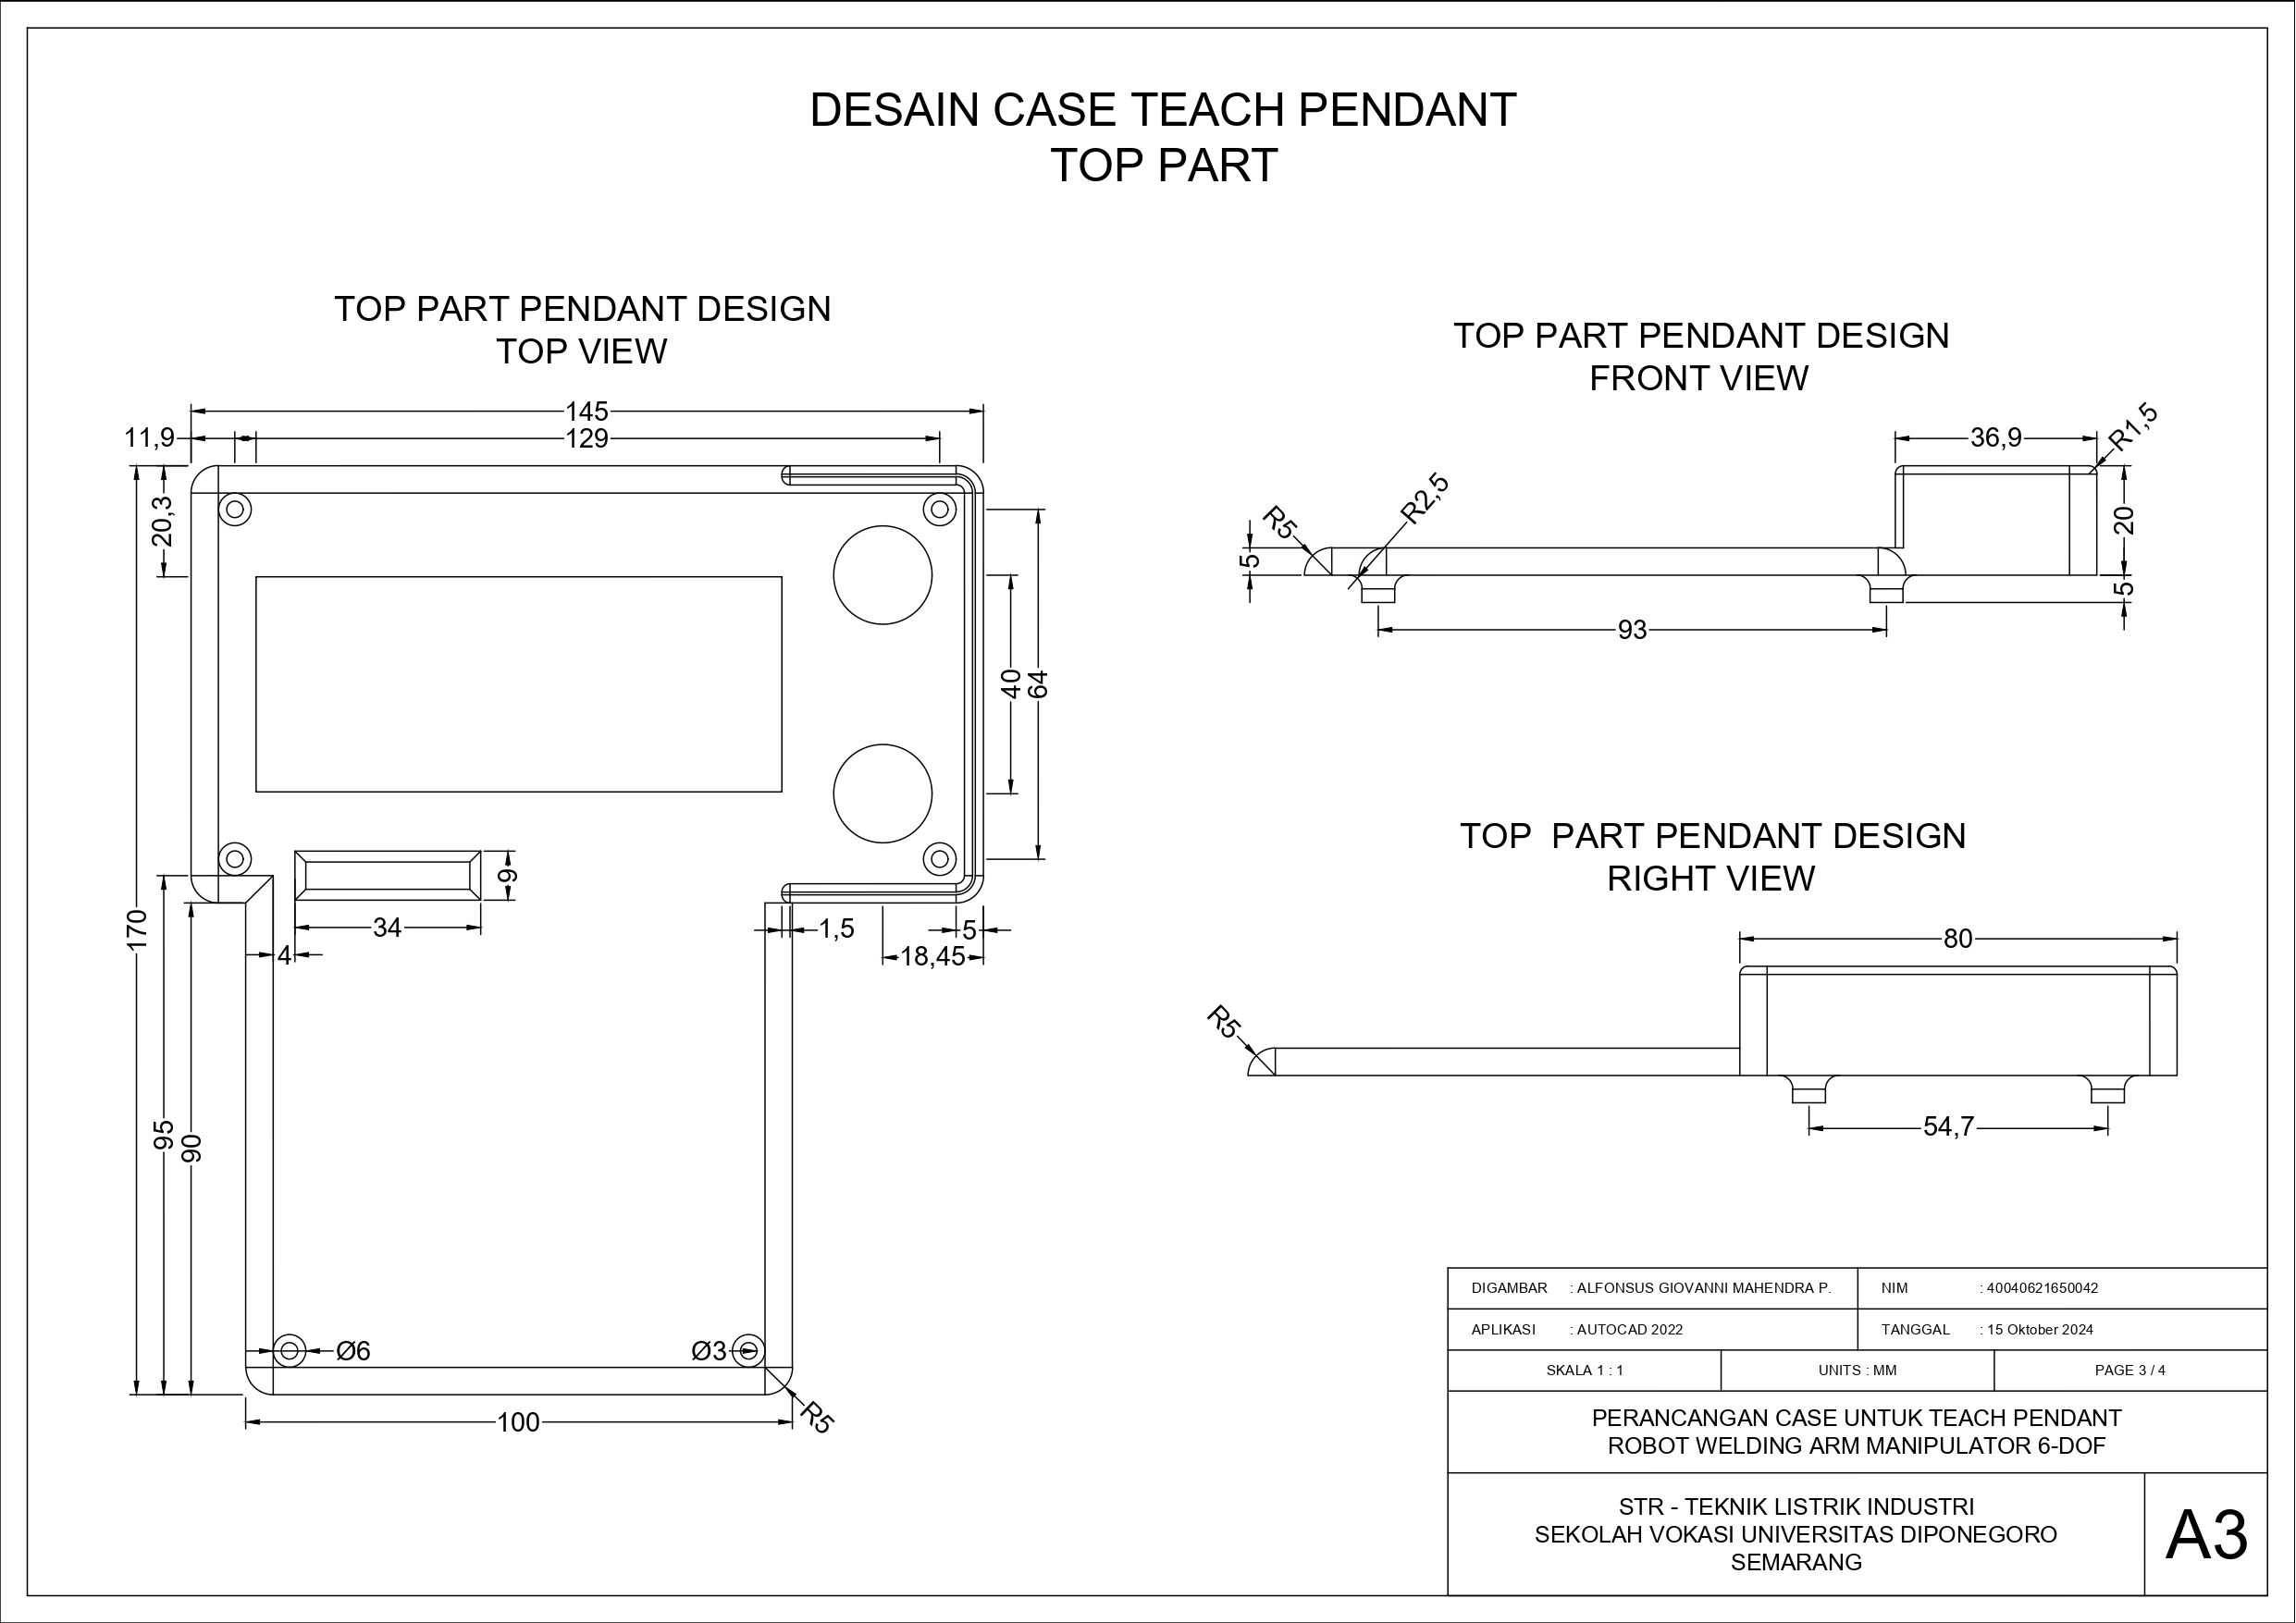 DESAIN CASE TEACH PENDANT
TOP PART
TOP PART PENDANT DESIGN
TOP VIEW
145
11,9
129
20,3
40
64
9
34
4
1,5
5
18,45
170
95
90
Ø6
Ø3
R5
100
TOP PART PENDANT DESIGN
FRONT VIEW
36,9
R1,5
R2,5
R5
5
20
5
93
TOP  PART PENDANT DESIGN
RIGHT VIEW
80
R5
54,7
DIGAMBAR : ALFONSUS GIOVANNI MAHENDRA P. NIM : 40040621650042
APLIKASI : AUTOCAD 2022 TANGGAL : 15 Oktober 2024
SKALA 1 : 1 UNITS : MM PAGE 3 / 4
PERANCANGAN CASE UNTUK TEACH PENDANT
ROBOT WELDING ARM MANIPULATOR 6-DOF
STR - TEKNIK LISTRIK INDUSTRI
SEKOLAH VOKASI UNIVERSITAS DIPONEGORO
SEMARANG
A3